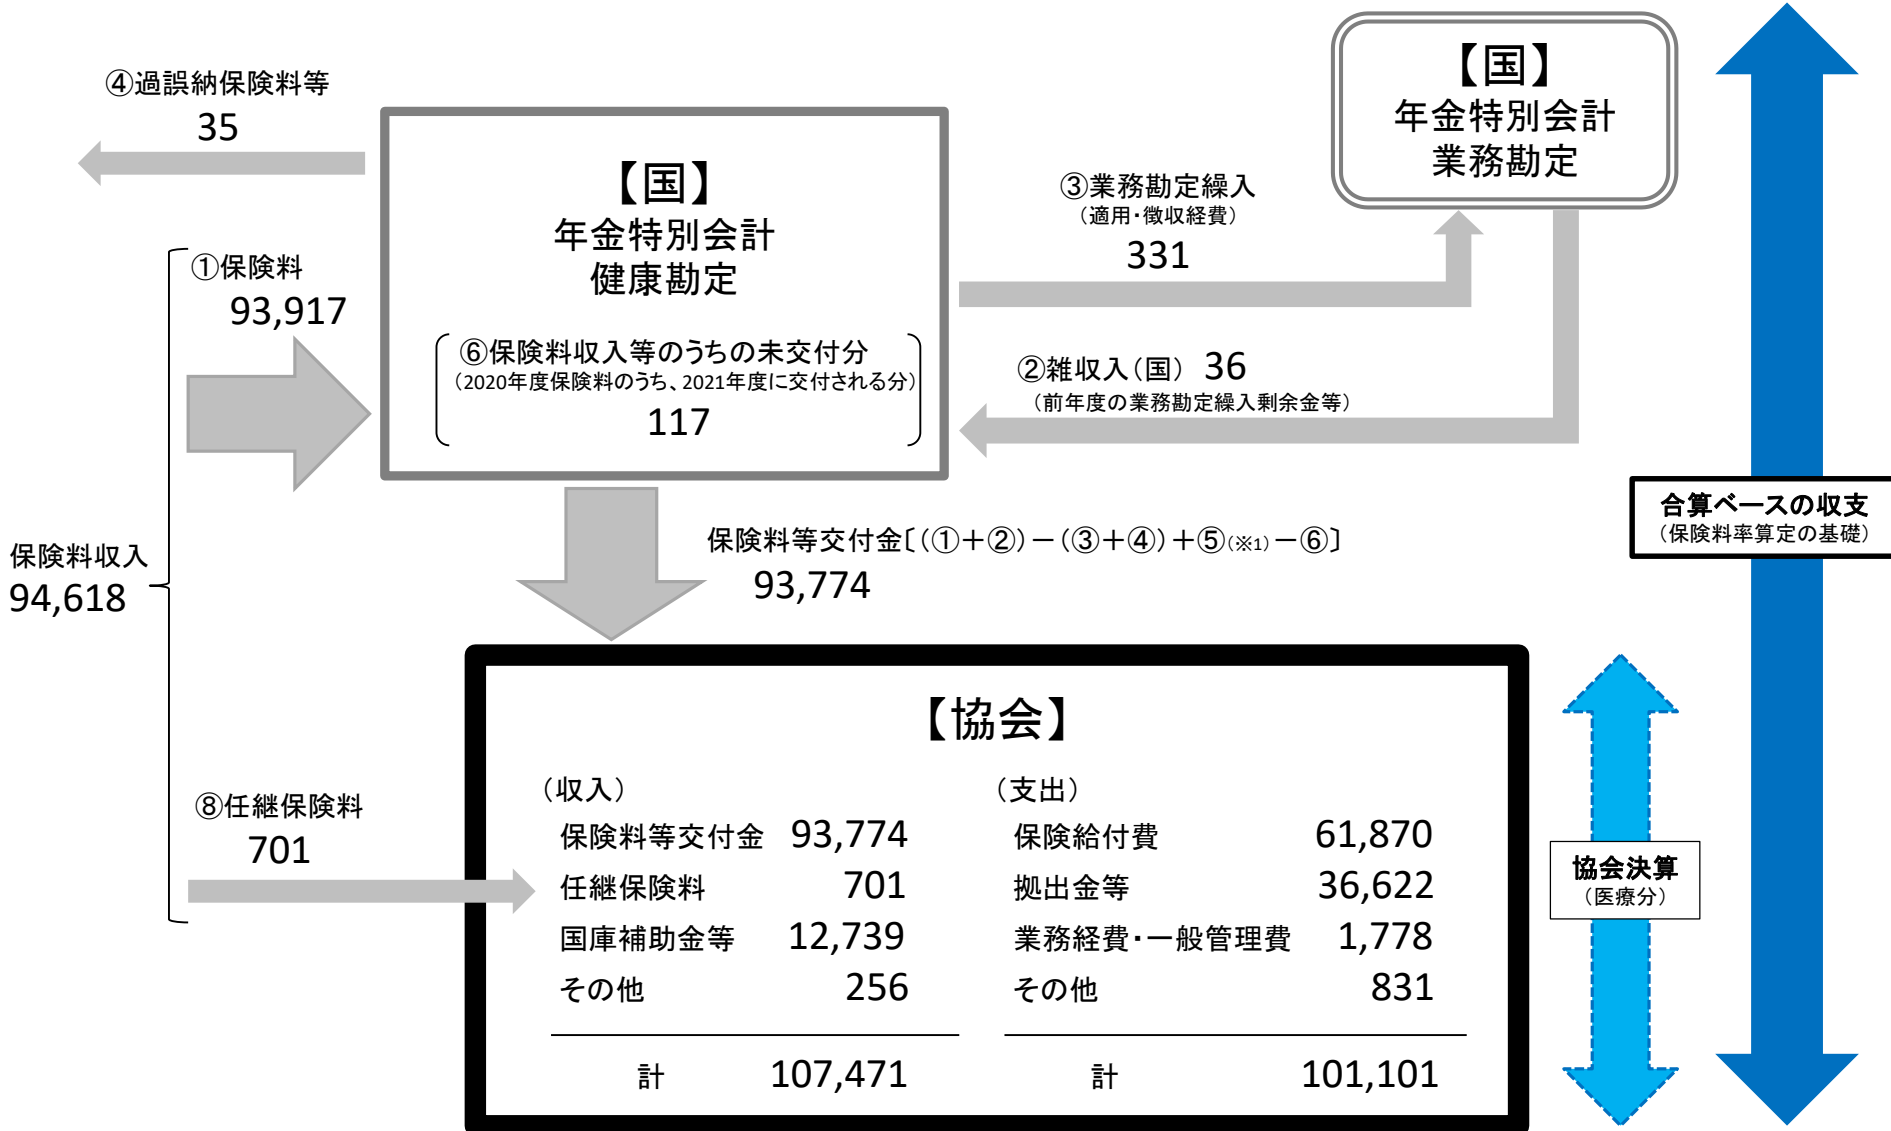 ④過誤納保険料等
35
【国】
年金特別会計
健康勘定
⑥保険料収入等のうちの未交付分
（2020年度保険料のうち、2021年度に交付される分）
117
【国】
年金特別会計
業務勘定
③業務勘定繰入
（適用・徴収経費）
331
②雑収入（国） 36
（前年度の業務勘定繰入剰余金等）
①保険料
93,917
保険料収入
94,618
保険料等交付金〔（①＋②）－（③＋④）＋⑤（※1）－⑥〕
93,774
合算ベースの収支
（保険料率算定の基礎）
⑧任継保険料
701
【協会】
（収入）
保険料等交付金 93,774
任継保険料 701
国庫補助金等 12,739
その他 256
計 107,471
（支出）
保険給付費 61,870
拠出金等 36,622
業務経費・一般管理費 1,778
その他 831
計 101,101
協会決算
（医療分）